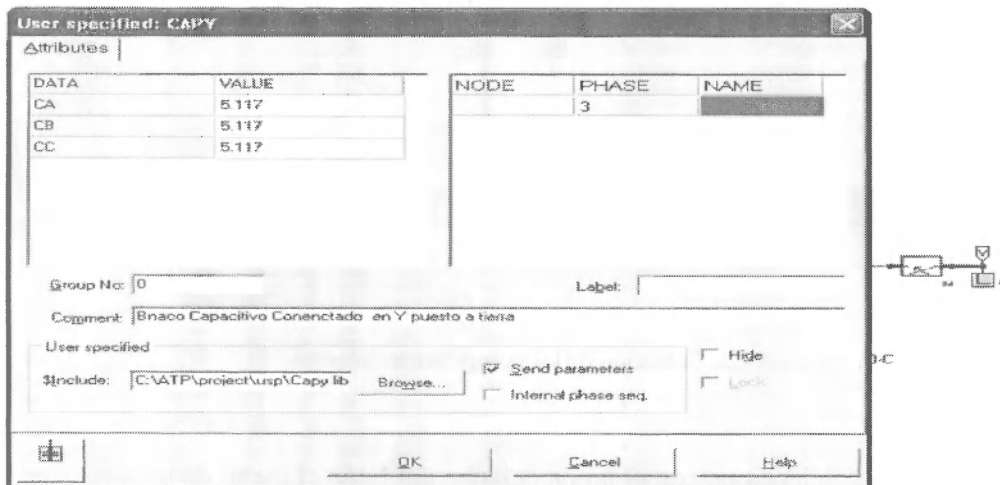 User specified: CAPY
Attributes
DATA VALUE NODE PHASE NAME
CA 5.117 3
CB 5.117
CC 5.117
Group No: 0 Label:
Comment: Bnaco Capacitivo Conenctado en Y puesto a tierra
User specified
$Include: C:\ATP\project\usp\Capy.lib Browse... Send parameters Hide
Internal phase seq. Lock
3-C
OK Cancel Help